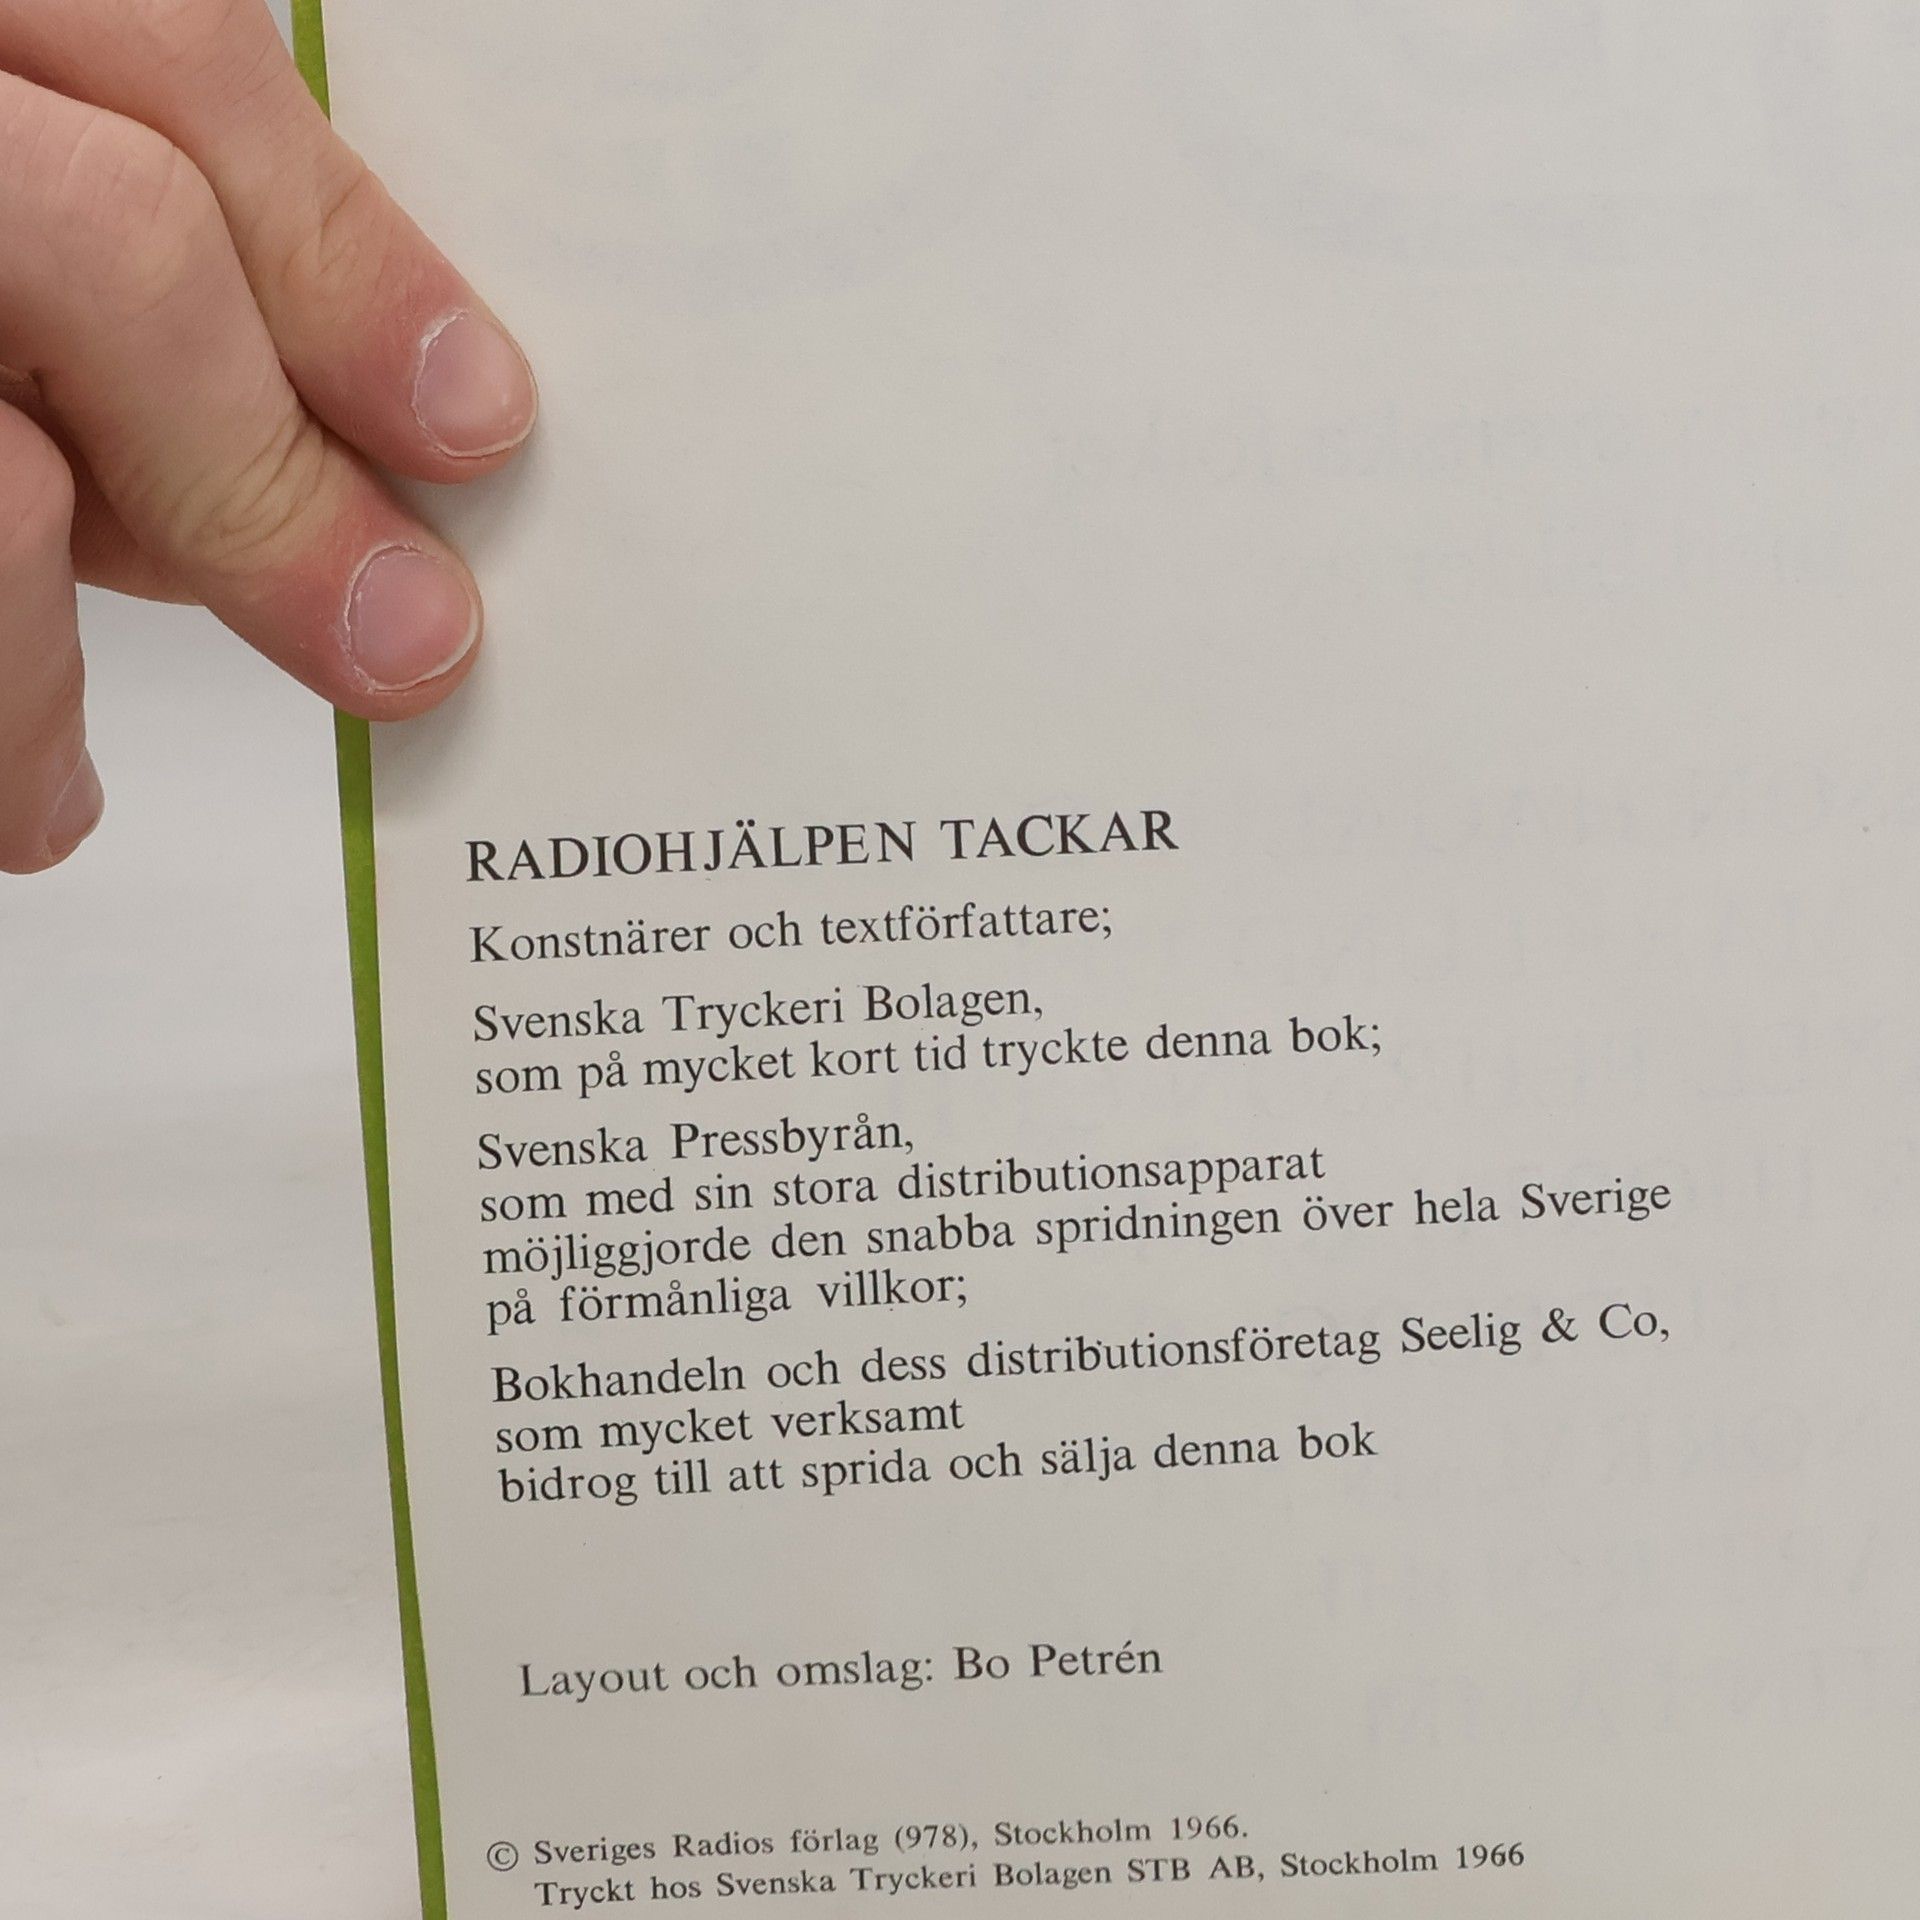 RADIOHJÄLPEN TACKAR
Konstnärer och textförfattare;
Svenska Tryckeri Bolagen,
som på mycket kort tid tryckte denna bok;
Svenska Pressbyrån,
som med sin stora distributionsapparat
möjliggjorde den snabba spridningen över hela Sverige
på förmånliga villkor;
Bokhandeln och dess distributionsföretag Seelig & Co,
som mycket verksamt
bidrog till att sprida och sälja denna bok
Layout och omslag: Bo Petrén
© Sveriges Radios förlag (978), Stockholm 1966.
Tryckt hos Svenska Tryckeri Bolagen STB AB, Stockholm 1966